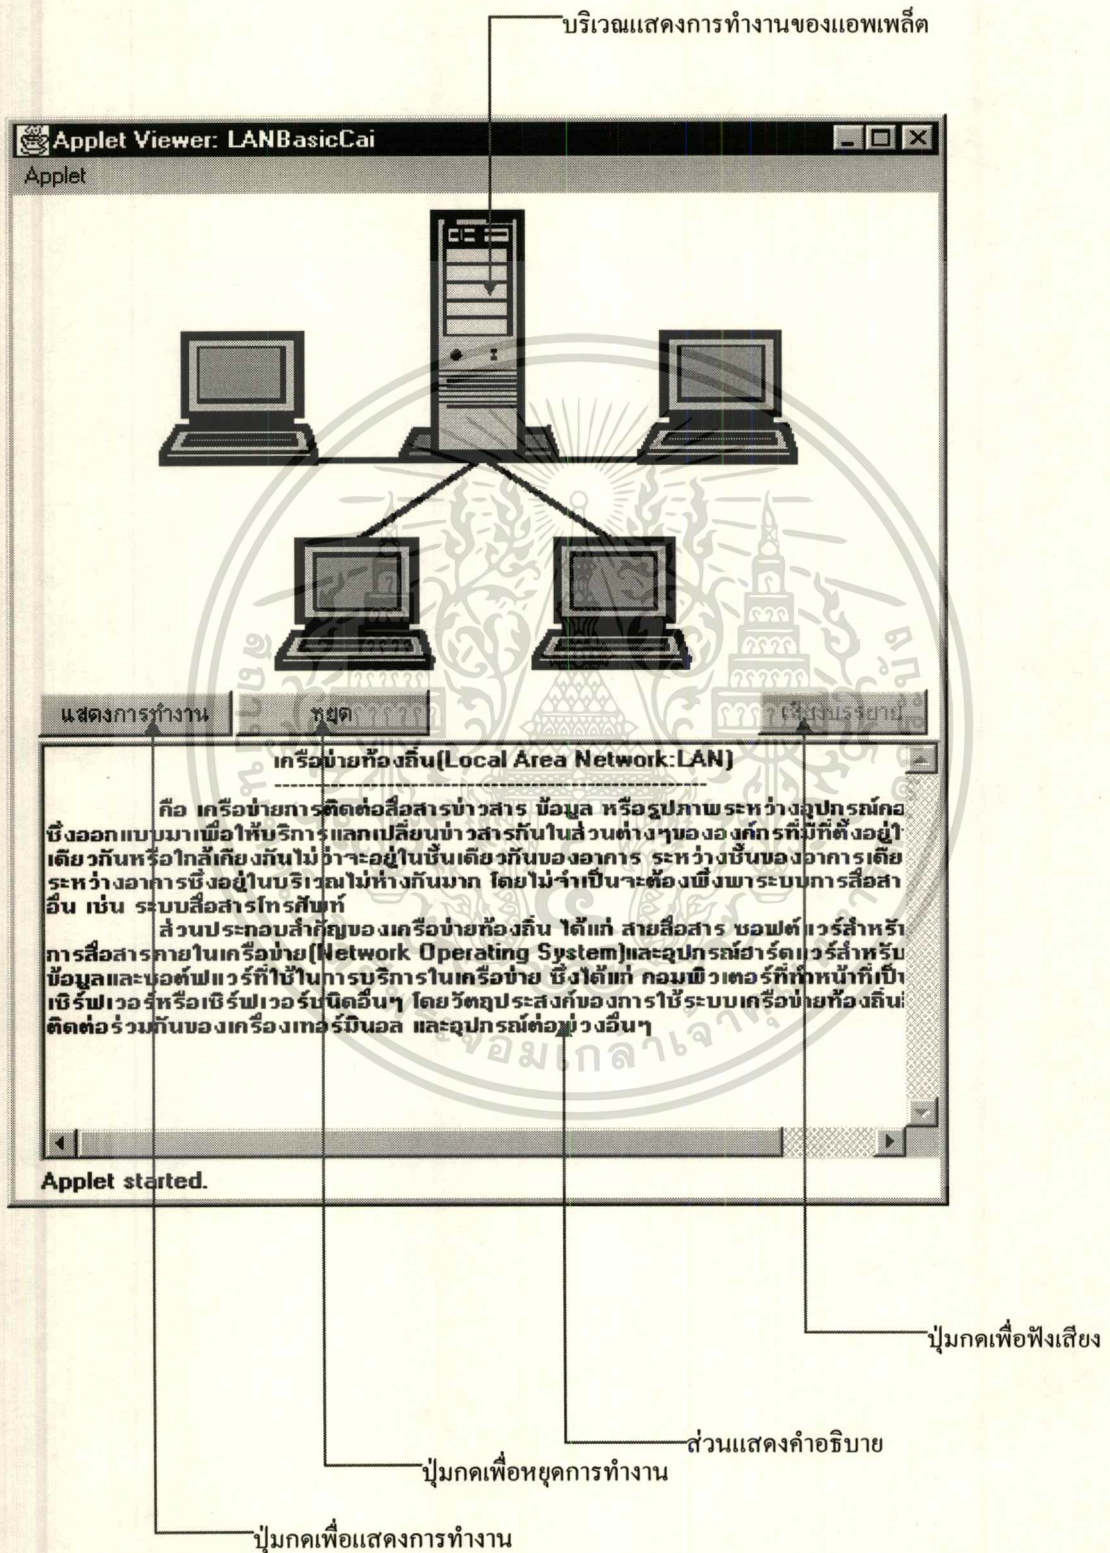 บริเวณแสดงการทำงานของแอพเพล็ต
Applet Viewer: LANBasicCai
Applet
แสดงการทำงาน
หยุด
เสียงบรรยาย
เครือข่ายท้องถิ่น(Local Area Network:LAN)
คือ เครือข่ายการติดต่อสื่อสารข่าวสาร ข้อมูล หรือรูปภาพระหว่างอุปกรณ์คอ
ซึ่งออกแบบมาเพื่อให้บริการแลกเปลี่ยนข่าวสารกันในส่วนต่างๆขององค์กรที่มีที่ตั้งอยู่ใ
เดียวกันหรือใกล้เคียงกันไม่ว่าจะอยู่ในชั้นเดียวกันของอาคาร ระหว่างชั้นของอาคารเดีย
ระหว่างอาคารซึ่งอยู่ในบริเวณไม่ห่างกันมาก โดยไม่จำเป็นจะต้องพึ่งพาระบบการสื่อสา
อื่น เช่น ระบบสื่อสารโทรศัพท์
ส่วนประกอบสำคัญของเครือข่ายท้องถิ่น ได้แก่ สายสื่อสาร ซอฟต์แวร์สำหรั
การสื่อสารภายในเครือข่าย(Network Operating System)และอุปกรณ์ฮาร์ดแวร์สำหรับ
ข้อมูลและซอต์ฟแวร์ที่ใช้ในการบริการในเครือข่าย ซึ่งได้แก่ คอมพิวเตอร์ที่ทำหน้าที่เป็
เซิร์ฟเวอร์หรือเซิร์ฟเวอร์ชนิดอื่นๆ โดยวัตถุประสงค์ของการใช้ระบบเครือข่ายท้องถิ่น
ติดต่อร่วมกันของเครื่องเทอร์มินอล และอุปกรณ์ต่อพ่วงอื่นๆ
Applet started.
ปุ่มกดเพื่อฟังเสียง
ส่วนแสดงคำอธิบาย
ปุ่มกดเพื่อหยุดการทำงาน
ปุ่มกดเพื่อแสดงการทำงาน